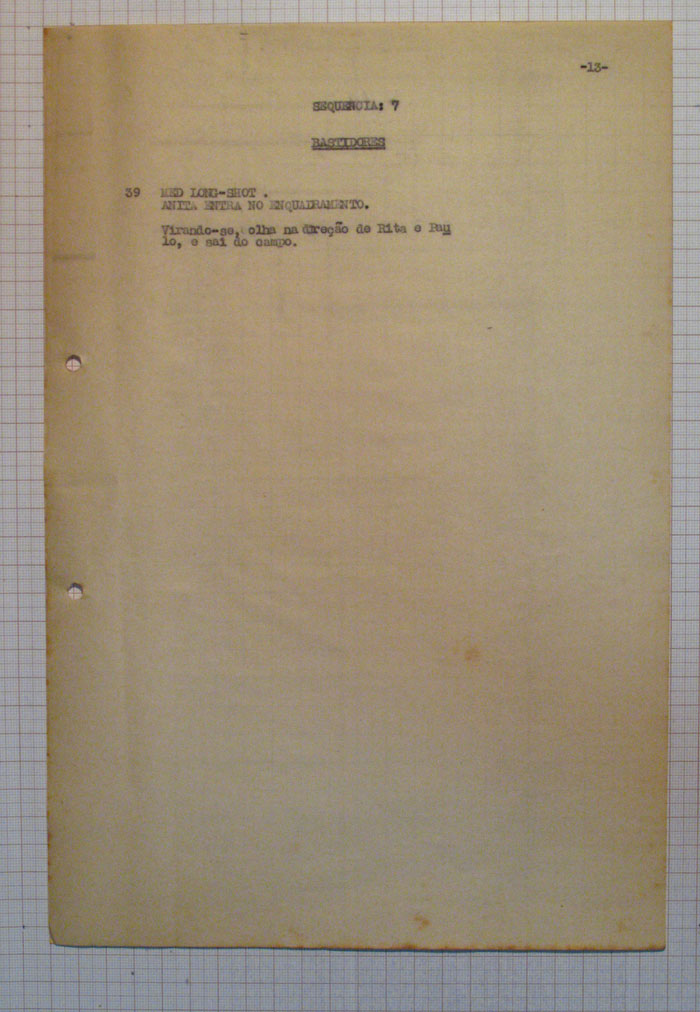 -13-
SEQUENCIA: 7
BASTIDORES
39 MED LONG-SHOT .
ANITA ENTRA NO ENQUADRAMENTO.
Virando-se, olha na direção de Rita e Pau
lo, e sai do campo.